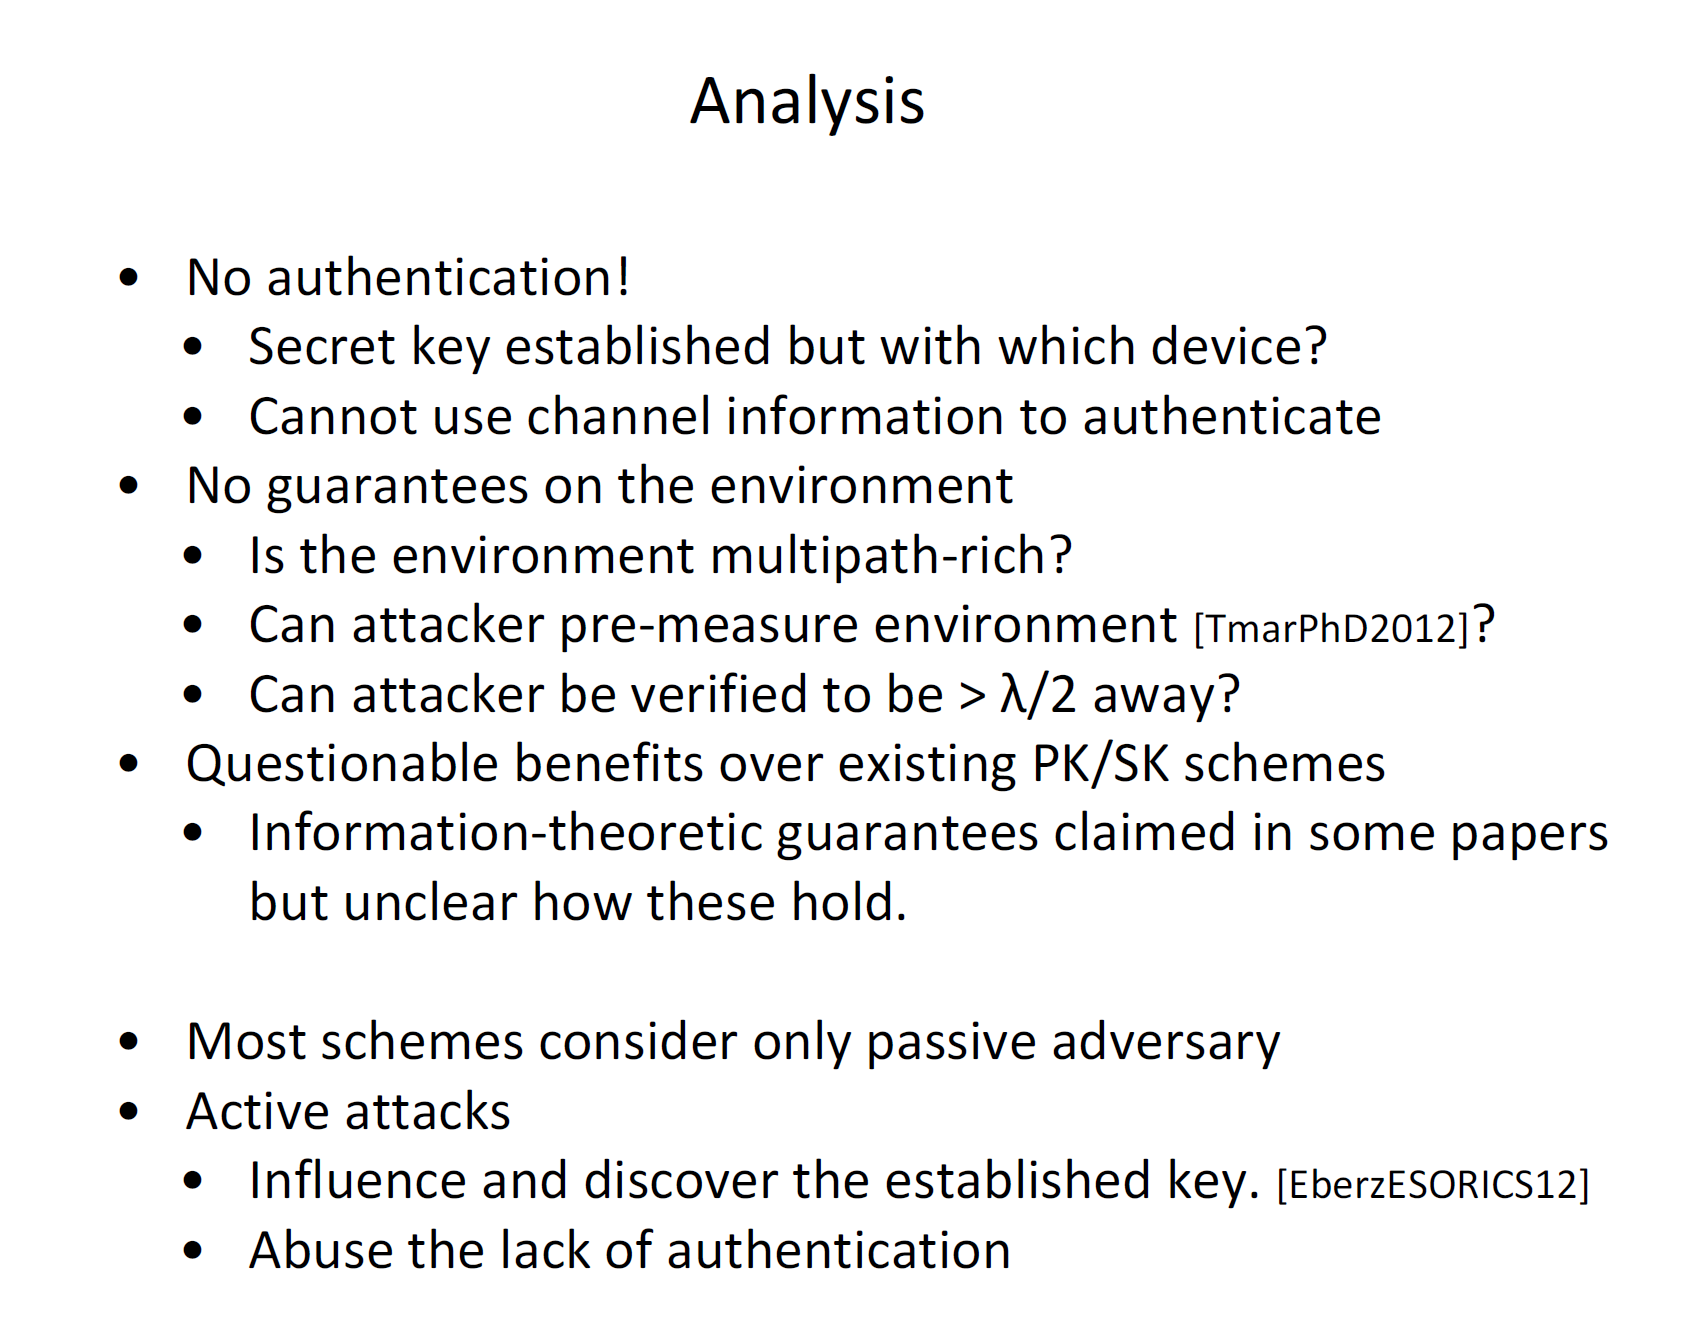 Analysis
• No authentication!
• Secret key established but with which device?
• Cannot use channel information to authenticate
• No guarantees on the environment
• Is the environment multipath-rich?
• Can attacker pre-measure environment [TmarPhD2012]?
• Can attacker be verified to be > λ/2 away?
• Questionable benefits over existing PK/SK schemes
• Information-theoretic guarantees claimed in some papers
but unclear how these hold.
• Most schemes consider only passive adversary
• Active attacks
• Influence and discover the established key. [EberzESORICS12]
• Abuse the lack of authentication